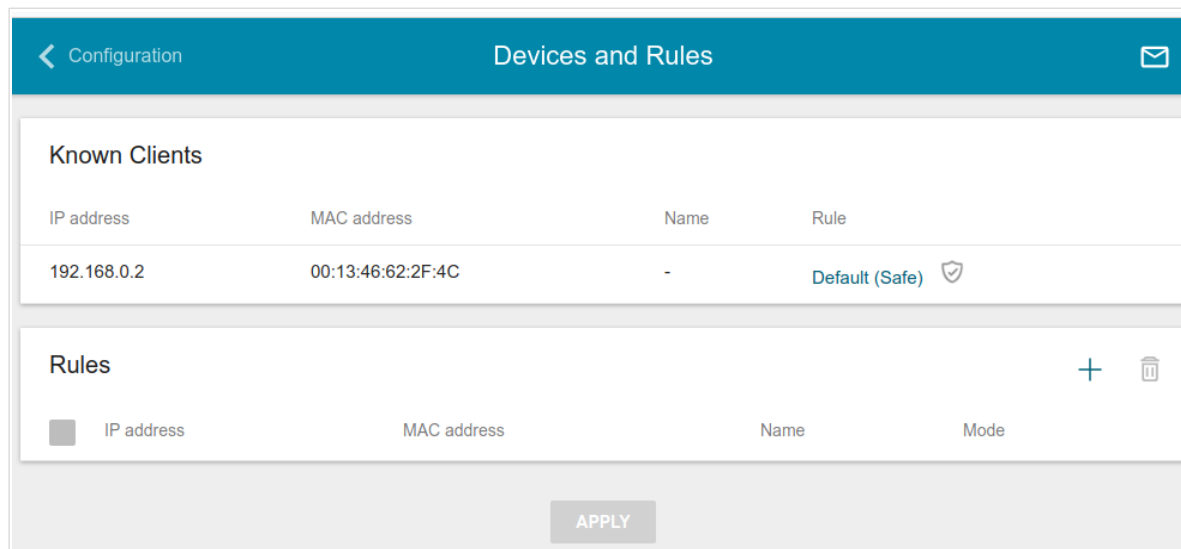 Configuration Devices and Rules
Known Clients
IP address MAC address Name Rule
192.168.0.2 00:13:46:62:2F:4C - Default (Safe)
Rules
IP address MAC address Name Mode
APPLY